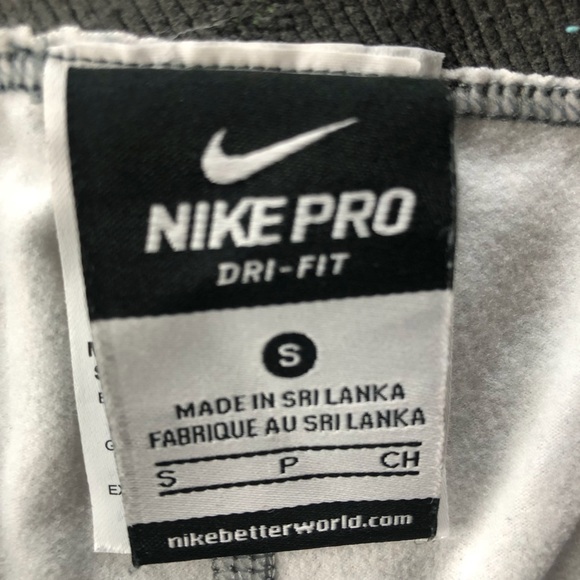 NIKE PRO
DRI-FIT
S
MADE IN SRI LANKA
FABRIQUE AU SRI LANKA
S P CH
nikebetterworld.com